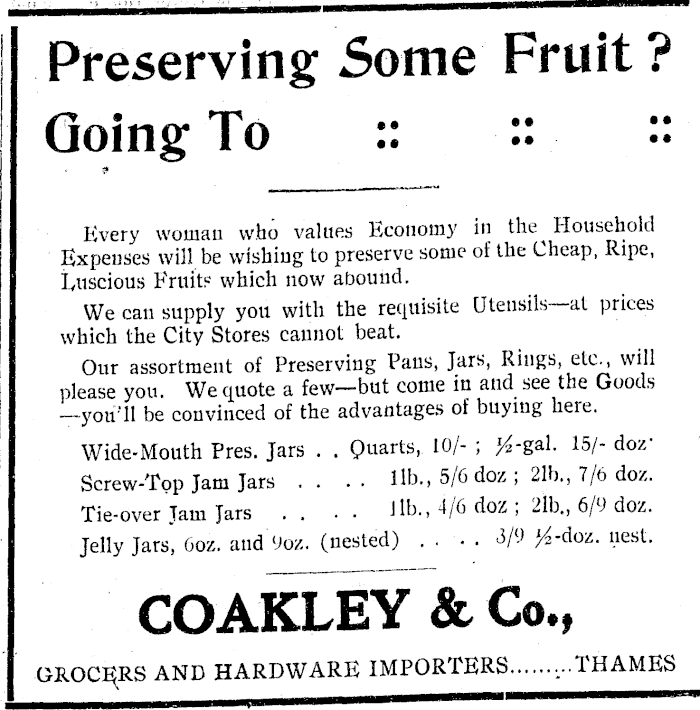 Preserving Some Fruit?
Going To :: :: ::
Every woman who values Economy in the Household
Expenses will be wishing to preserve some of the Cheap, Ripe,
Luscious Fruits which now abound.
We can supply you with the requisite Utensils—at prices
which the City Stores cannot beat.
Our assortment of Preserving Pans, Jars, Rings, etc., will
please you. We quote a few—but come in and see the Goods
—you'll be convinced of the advantages of buying here.
Wide-Mouth Pres. Jars . . Quarts, 10/- ; ½-gal. 15/- doz.
Screw-Top Jam Jars . . . . 1lb., 5/6 doz ; 2lb., 7/6 doz.
Tie-over Jam Jars . . . . 1lb., 4/6 doz ; 2lb., 6/9 doz.
Jelly Jars, 6oz. and 9oz. (nested) . . . . 3/9 ½-doz. nest.
COAKLEY & Co.,
GROCERS AND HARDWARE IMPORTERS.........THAMES